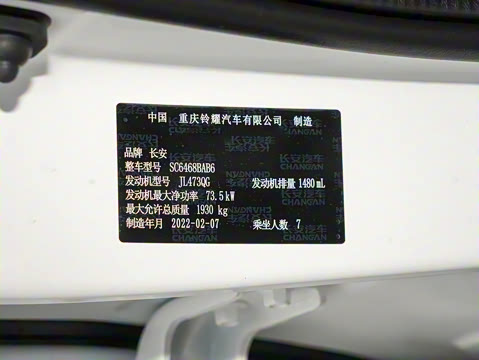 中国 重庆铃耀汽车有限公司 制造
品牌 长安
整车型号 SC6468BAB6
发动机型号 JL473QG 发动机排量 1480 mL
发动机最大净功率 73.5 kW
最大允许总质量 1930 kg
制造年月 2022-02-07 乘坐人数 7